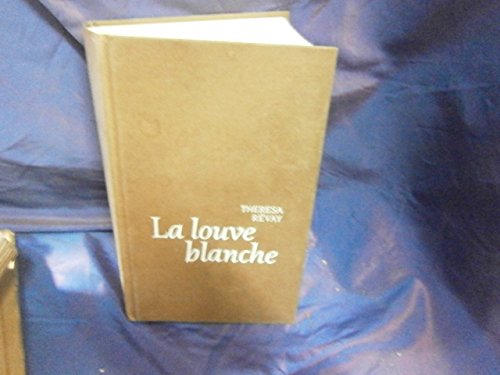 THERESA
RÉVAY
La louve
blanche